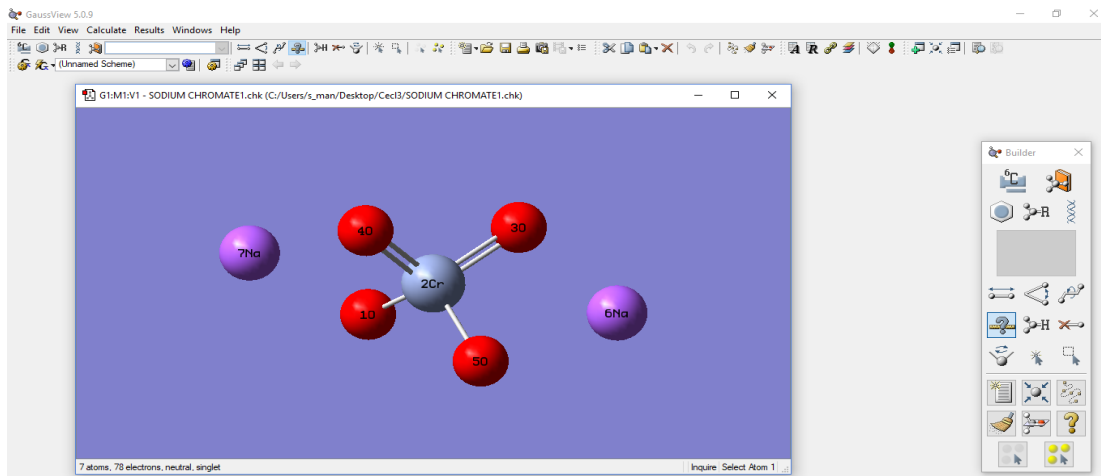 GaussView 5.0.9
File Edit View Calculate Results Windows Help
(Unnamed Scheme)
G1:M1:V1 - SODIUM CHROMATE1.chk (C:/Users/s_man/Desktop/Cecl3/SODIUM CHROMATE1.chk)
Builder
6C
R
4O
3O
7Na
2Cr
1O
6Na
5O
H
7 atoms, 78 electrons, neutral, singlet
Inquire Select Atom 1